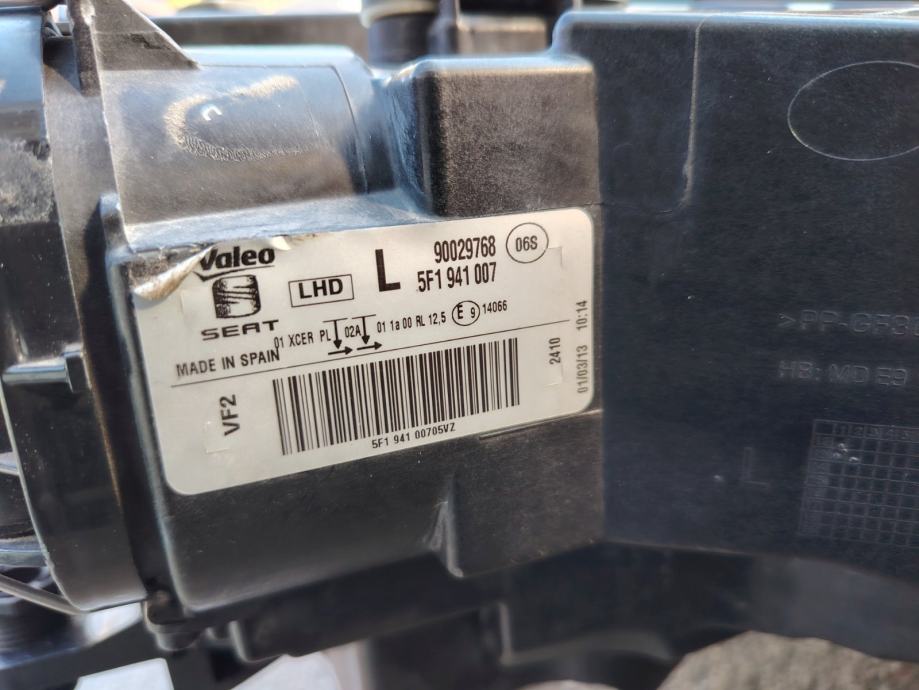 Valeo
SEAT
LHD
L
90029768
5F1 941 007
06S
01 XCER PL 02A 01 1a 00 RL 12,5 E 9 14066
MADE IN SPAIN
VF2
5F1 941 00705VZ
2410
01/03/13 10:14
>PP-GF3
HB: MD E9
L